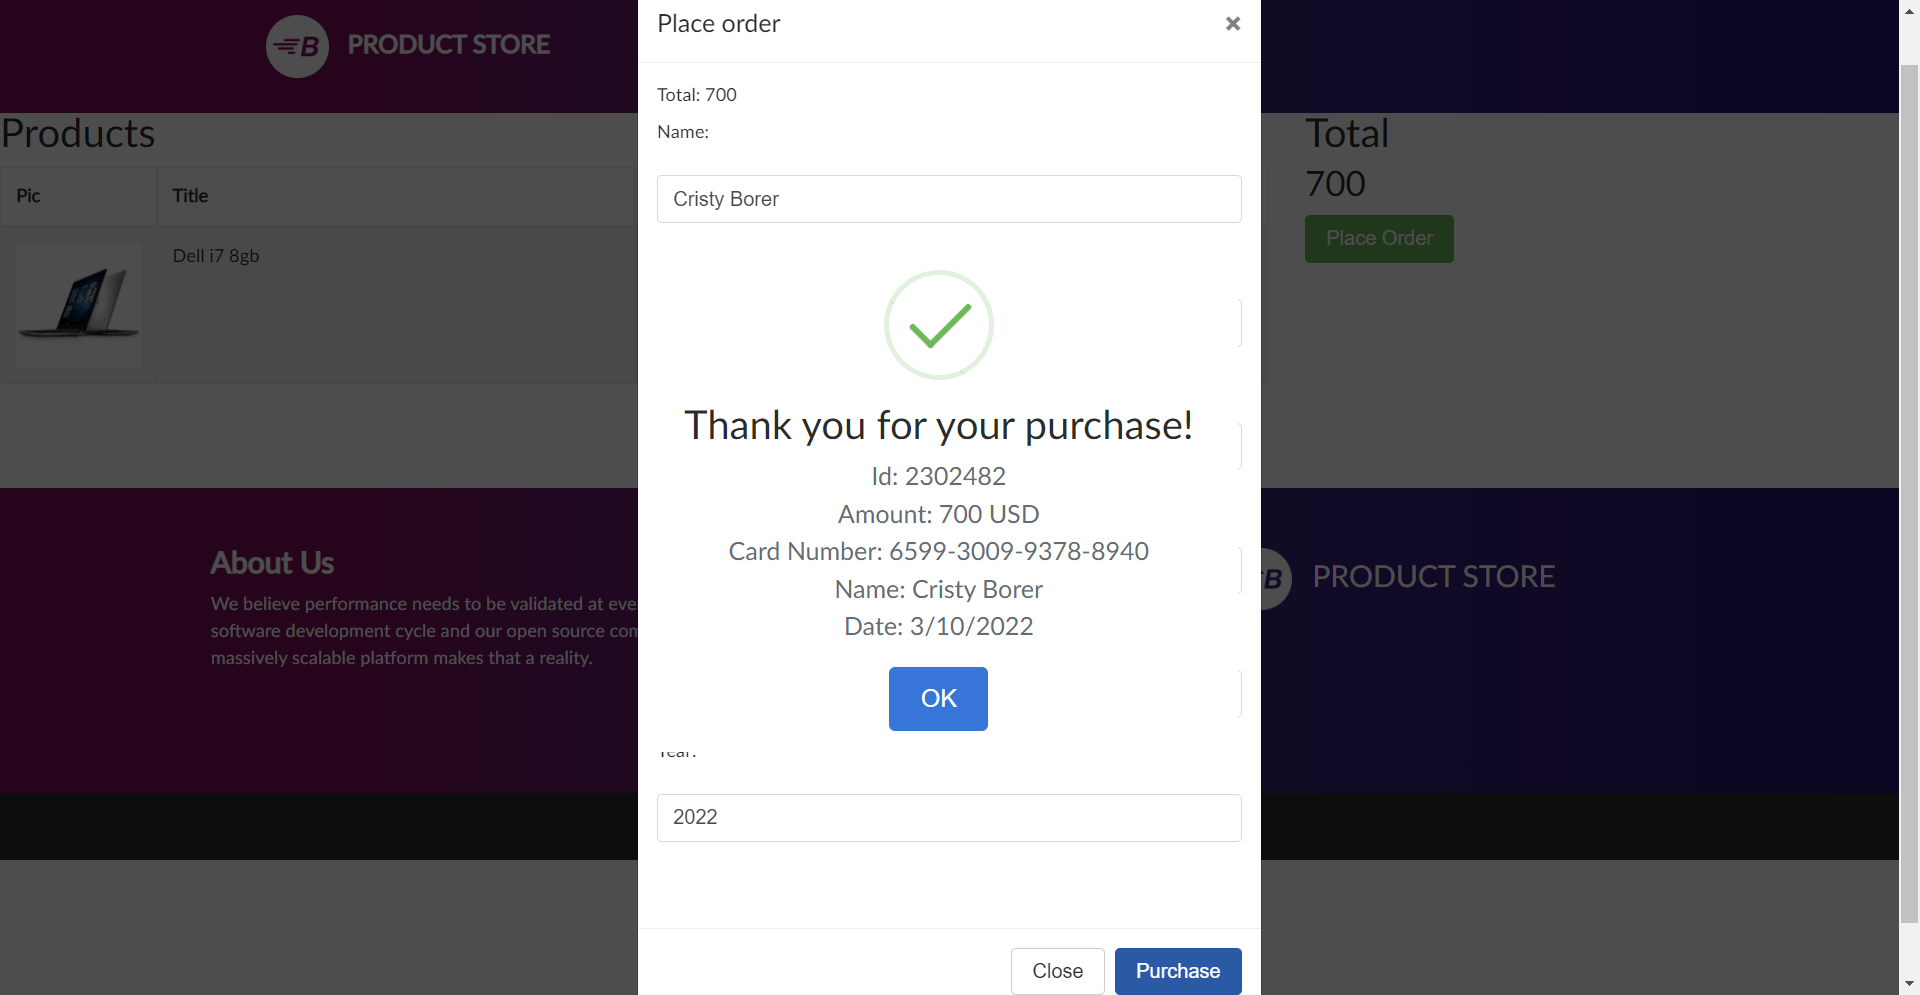 Place order
×
B PRODUCT STORE
Total: 700
Name:
Products
Total
Pic
Title
Cristy Borer
700
Place Order
Dell i7 8gb
Thank you for your purchase!
Id: 2302482
Amount: 700 USD
Card Number: 6599-3009-9378-8940
Name: Cristy Borer
Date: 3/10/2022
OK
About Us
We believe performance needs to be validated at eve
software development cycle and our open source com
massively scalable platform makes that a reality.
B PRODUCT STORE
Year:
2022
Close
Purchase